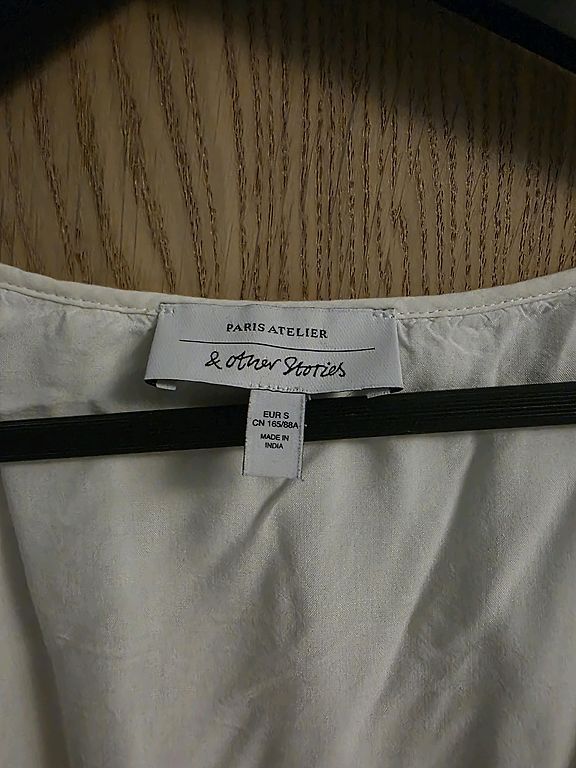 PARIS ATELIER
& other Stories
EUR S
CN 165/88A
MADE IN
INDIA